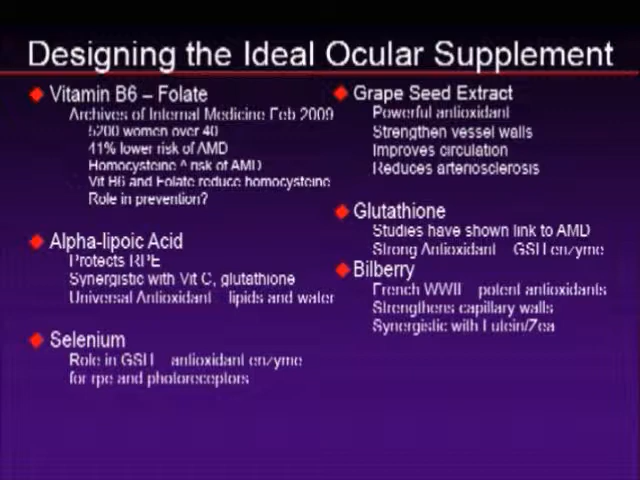 Designing the Ideal Ocular Supplement
Vitamin B6 – Folate
Archives of Internal Medicine Feb 2009
5200 women over 40
41% lower risk of AMD
Homocysteine ^ risk of AMD
Vit B6 and Folate reduce homocysteine
Role in prevention?
Alpha-lipoic Acid
Protects RPE
Synergistic with Vit C, glutathione
Universal Antioxidant – lipids and water
Selenium
Role in GSH – antioxidant enzyme
for rpe and photoreceptors
Grape Seed Extract
Powerful antioxidant
Strengthen vessel walls
Improves circulation
Reduces arteriosclerosis
Glutathione
Studies have shown link to AMD
Strong Antioxidant – GSH enzyme
Bilberry
French WWII – potent antioxidants
Strengthens capillary walls
Synergistic with Lutein/Zea